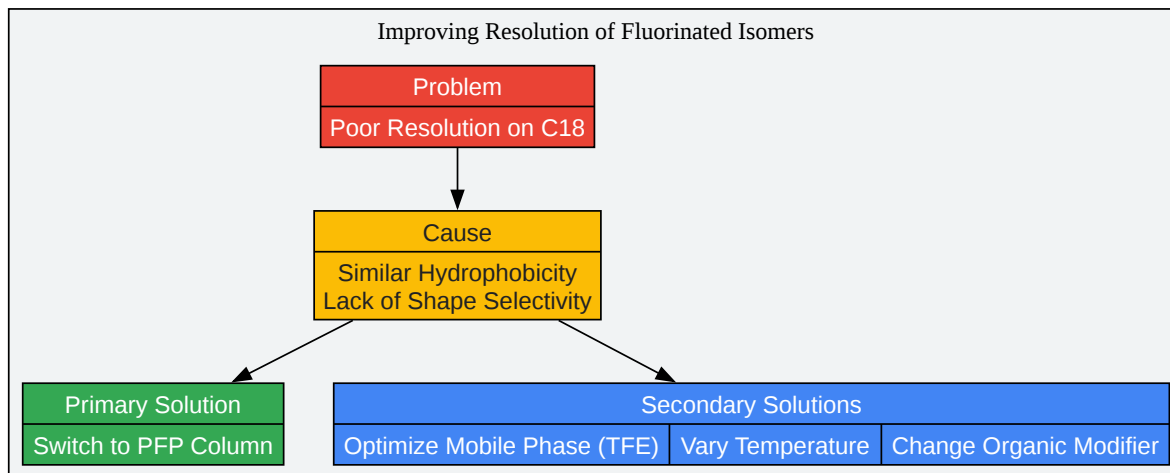 Improving Resolution of Fluorinated Isomers
Problem
Poor Resolution on C18
Cause
Similar Hydrophobicity
Lack of Shape Selectivity
Primary Solution
Switch to PFP Column
Secondary Solutions
Optimize Mobile Phase (TFE)
Vary Temperature
Change Organic Modifier